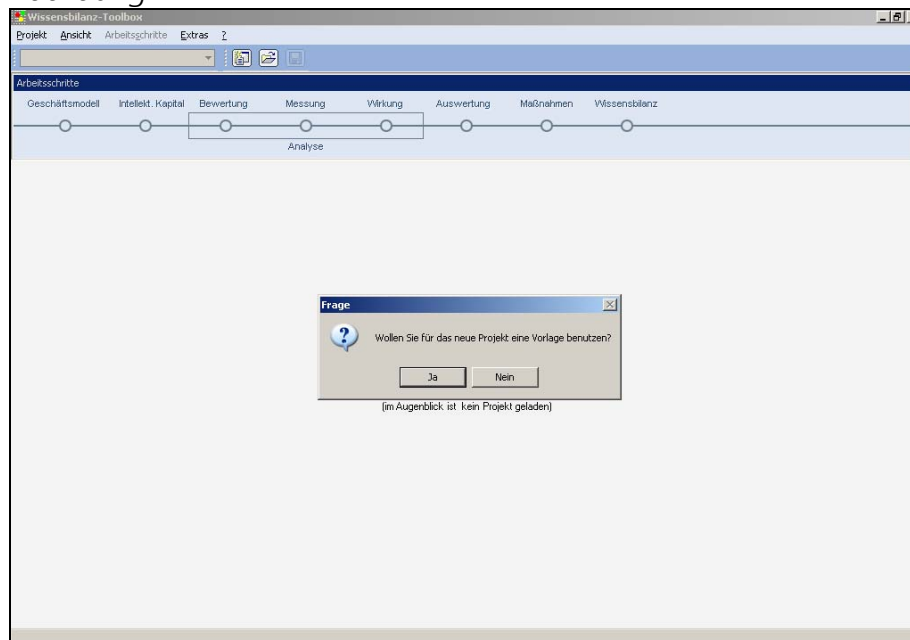 Wissensbilanz-Toolbox
Projekt Ansicht Arbeitsschritte Extras ?
Arbeitsschritte
Geschäftsmodell Intellekt. Kapital Bewertung Messung Wirkung Auswertung Maßnahmen Wissensbilanz
Analyse
Frage
Wollen Sie für das neue Projekt eine Vorlage benutzen?
Ja Nein
(im Augenblick ist kein Projekt geladen)